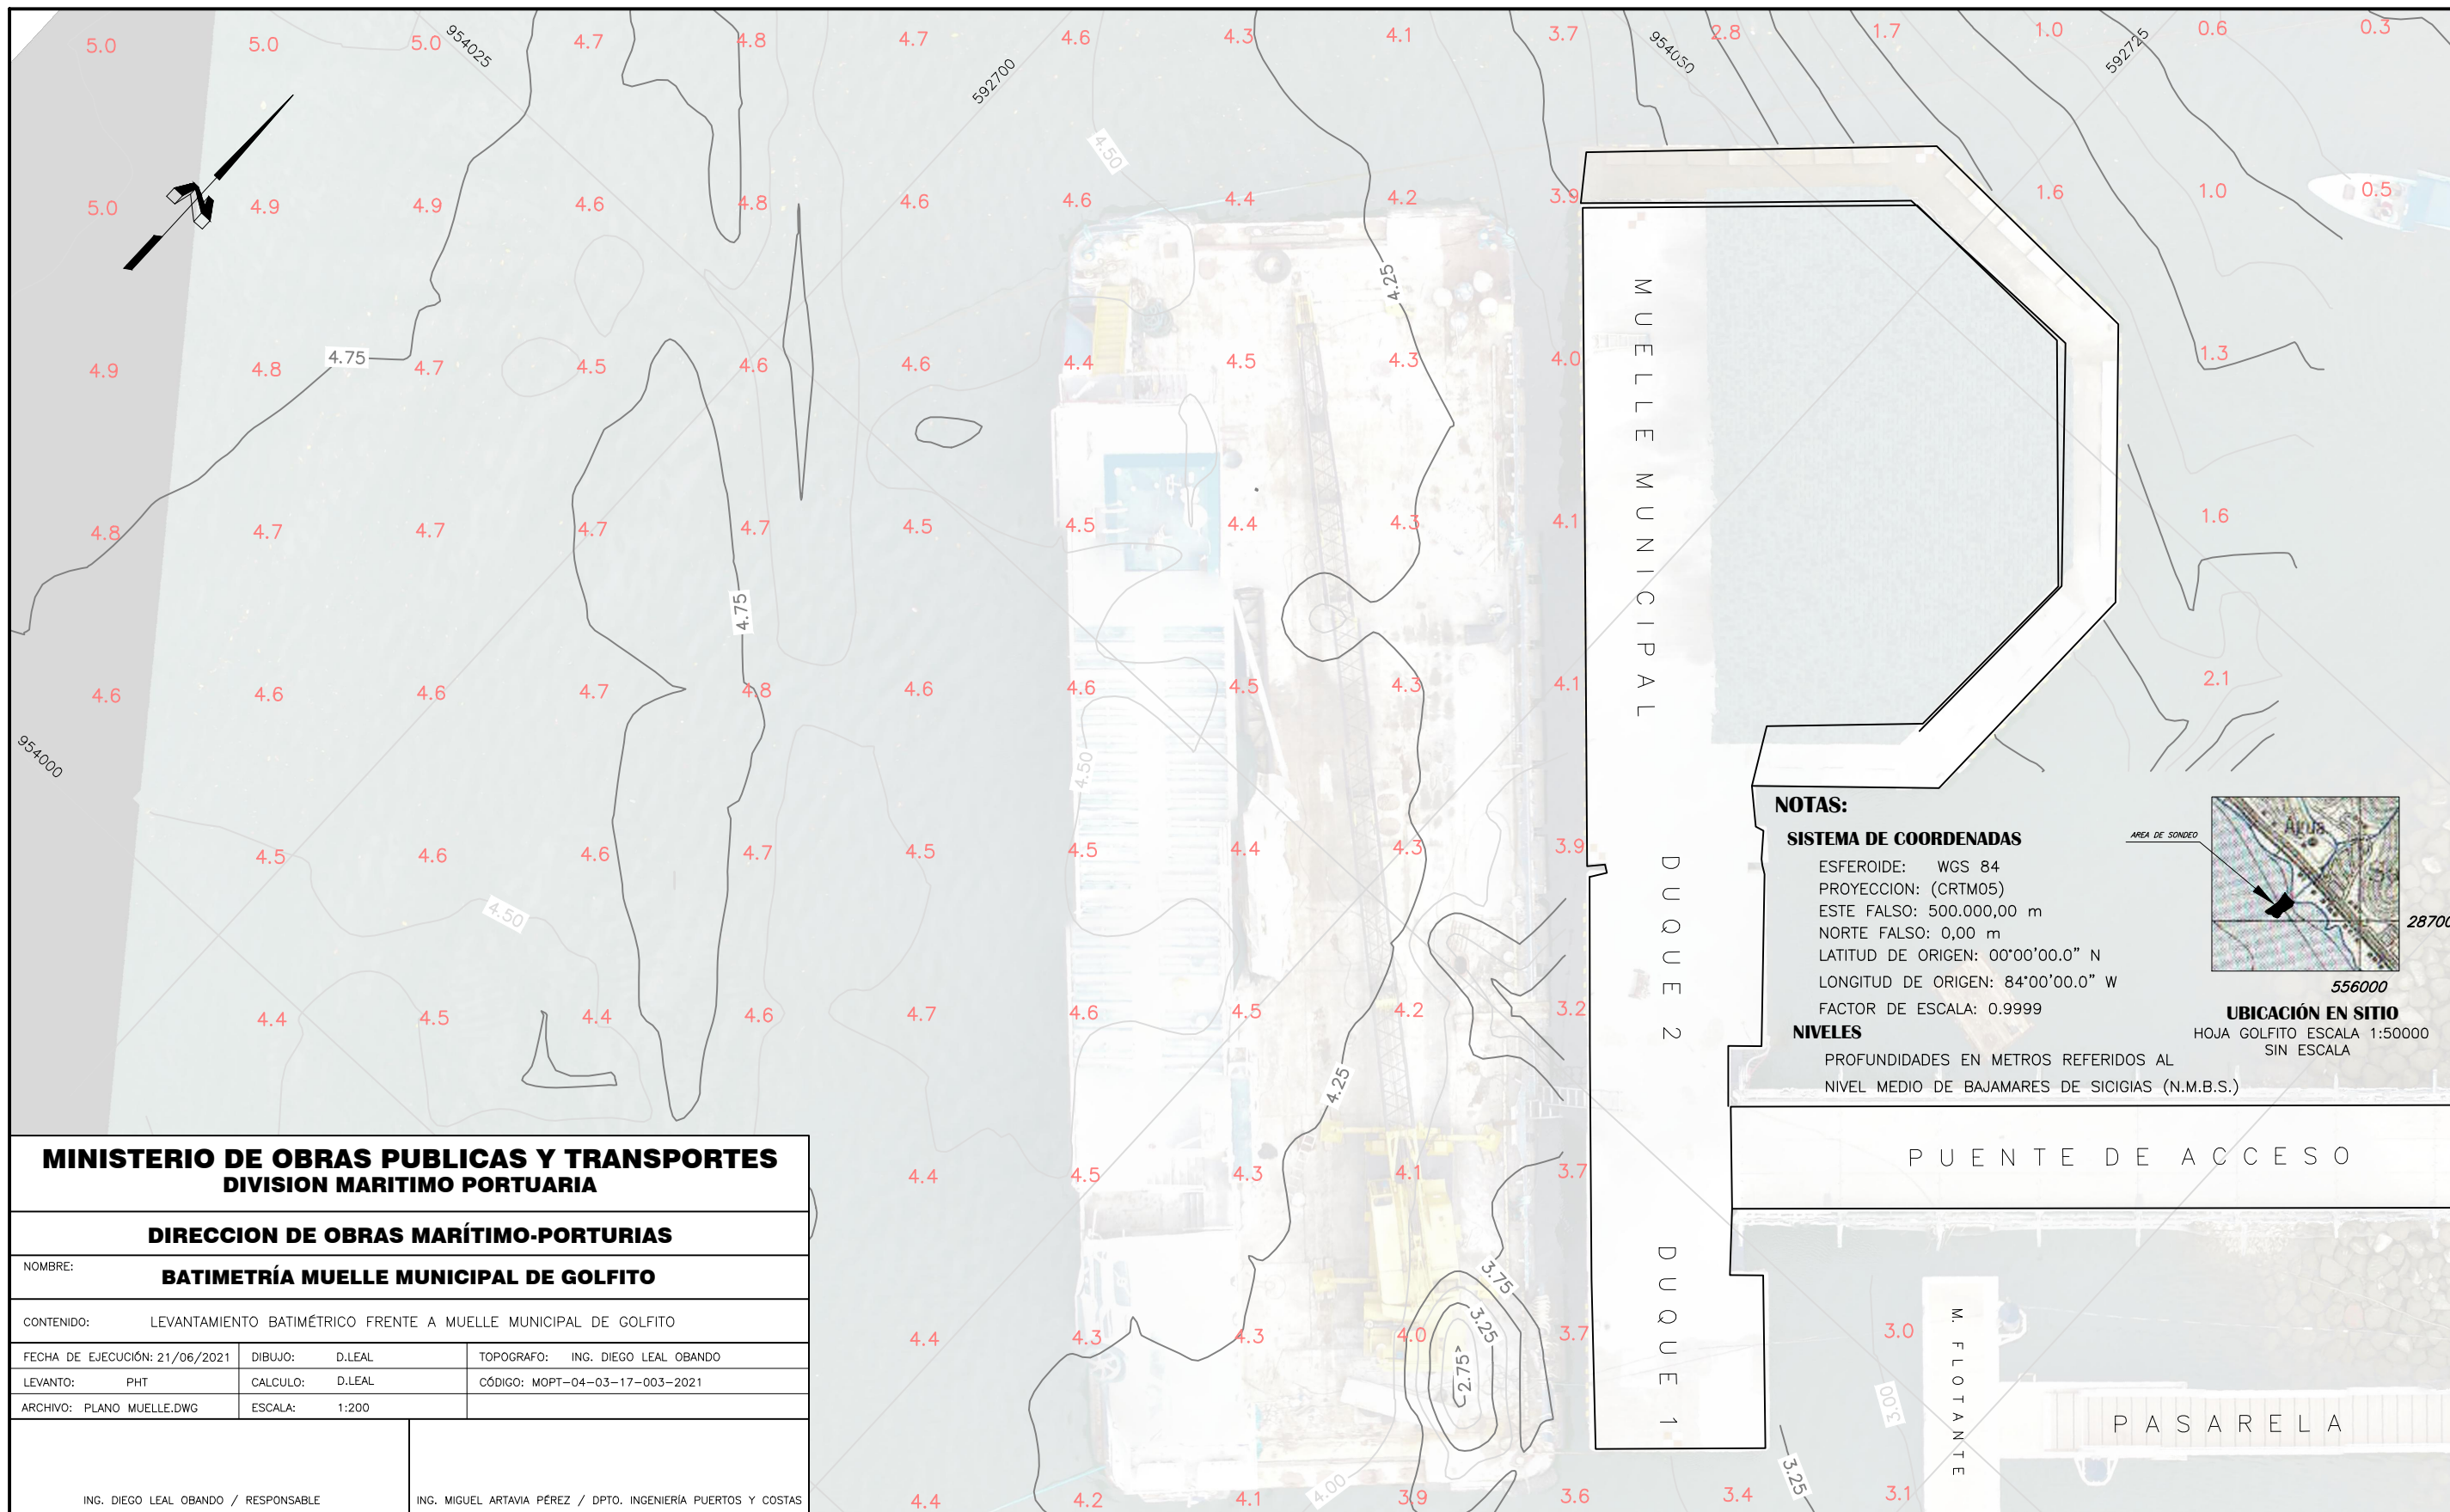 5.0 5.0 5.0 4.7 4.8 4.7 4.6 4.3 4.1 3.7 2.8 1.7 1.0 0.6 0.3
954025
592700
954050
592725
4.50
5.0 4.9 4.9 4.6 4.8 4.6 4.6 4.4 4.2 3.9 1.6 1.0 0.5
4.25
4.75
4.9 4.8 4.7 4.5 4.6 4.6 4.4 4.5 4.3 4.0 1.3
4.8 4.7 4.7 4.7 4.7 4.5 4.5 4.4 4.3 4.1 1.6
MUELLE MUNICIPAL
4.75
4.6 4.6 4.6 4.7 4.8 4.6 4.6 4.5 4.3 4.1 2.1
954000
4.50
4.5 4.6 4.6 4.7 4.5 4.5 4.4 4.3 3.9
4.50
DUQUE 2
4.4 4.5 4.4 4.6 4.7 4.6 4.5 4.2 3.2
4.25
4.4 4.5 4.3 4.1 3.7
DUQUE 1
3.75
3.25
2.75
4.4 4.3 4.3 4.0 3.7 3.0
3.00
3.25
4.00
4.4 4.2 4.1 3.9 3.6 3.4 3.1
NOTAS:
SISTEMA DE COORDENADAS
ESFEROIDE: WGS 84
PROYECCION: (CRTM05)
ESTE FALSO: 500.000,00 m
NORTE FALSO: 0,00 m
LATITUD DE ORIGEN: 00°00'00.0" N
LONGITUD DE ORIGEN: 84°00'00.0" W
FACTOR DE ESCALA: 0.9999
NIVELES
PROFUNDIDADES EN METROS REFERIDOS AL
NIVEL MEDIO DE BAJAMARES DE SICIGIAS (N.M.B.S.)
AREA DE SONDEO
Agua
28700
556000
UBICACIÓN EN SITIO
HOJA GOLFITO ESCALA 1:50000
SIN ESCALA
PUENTE DE ACCESO
M. FLOTANTE
PASARELA
MINISTERIO DE OBRAS PUBLICAS Y TRANSPORTES
DIVISION MARITIMO PORTUARIA
DIRECCION DE OBRAS MARÍTIMO-PORTURIAS
NOMBRE:
BATIMETRÍA MUELLE MUNICIPAL DE GOLFITO
CONTENIDO: LEVANTAMIENTO BATIMÉTRICO FRENTE A MUELLE MUNICIPAL DE GOLFITO
FECHA DE EJECUCIÓN: 21/06/2021 DIBUJO: D.LEAL TOPOGRAFO: ING. DIEGO LEAL OBANDO
LEVANTO: PHT CALCULO: D.LEAL CÓDIGO: MOPT-04-03-17-003-2021
ARCHIVO: PLANO MUELLE.DWG ESCALA: 1:200
ING. DIEGO LEAL OBANDO / RESPONSABLE
ING. MIGUEL ARTAVIA PÉREZ / DPTO. INGENIERÍA PUERTOS Y COSTAS